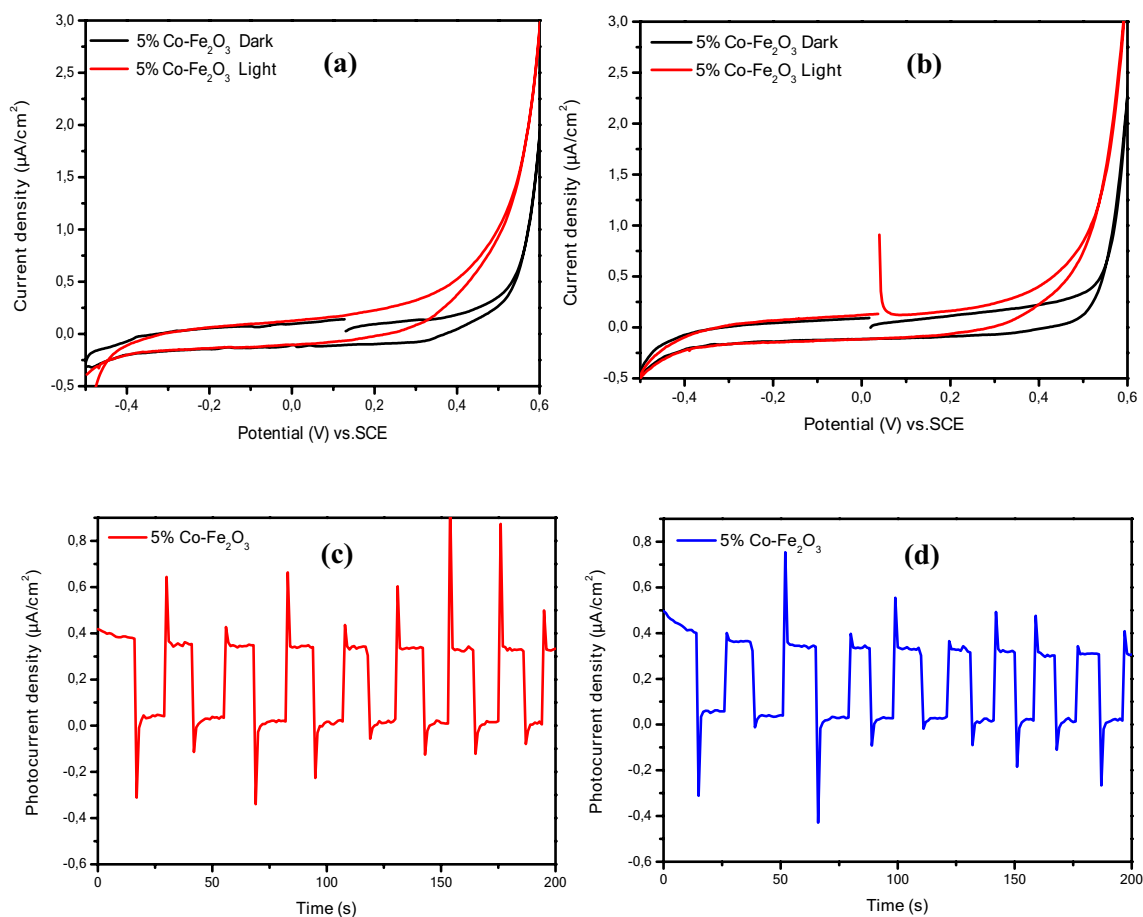 3,0
2,5
2,0
1,5
1,0
0,5
0,0
-0,5
Current density (µA/cm²)
5% Co-Fe₂O₃ Dark
5% Co-Fe₂O₃ Light
(a)
-0,4 -0,2 0,0 0,2 0,4 0,6
Potential (V) vs.SCE
3,0
2,5
2,0
1,5
1,0
0,5
0,0
-0,5
Current density (µA/cm²)
5% Co-Fe₂O₃ Dark
5% Co-Fe₂O₃ Light
(b)
-0,4 -0,2 0,0 0,2 0,4 0,6
Potential (V) vs.SCE
0,8
0,6
0,4
0,2
0,0
-0,2
-0,4
-0,6
Photocurrent density (µA/cm²)
5% Co-Fe₂O₃
(c)
0 50 100 150 200
Time (s)
0,8
0,6
0,4
0,2
0,0
-0,2
-0,4
-0,6
Photocurrent density (µA/cm²)
5% Co-Fe₂O₃
(d)
0 50 100 150 200
Time (s)